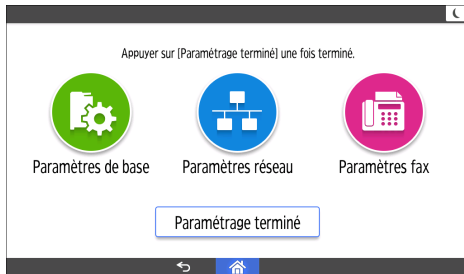 Appuyer sur [Paramétrage terminé] une fois terminé.
Paramètres de base
Paramètres réseau
Paramètres fax
Paramétrage terminé